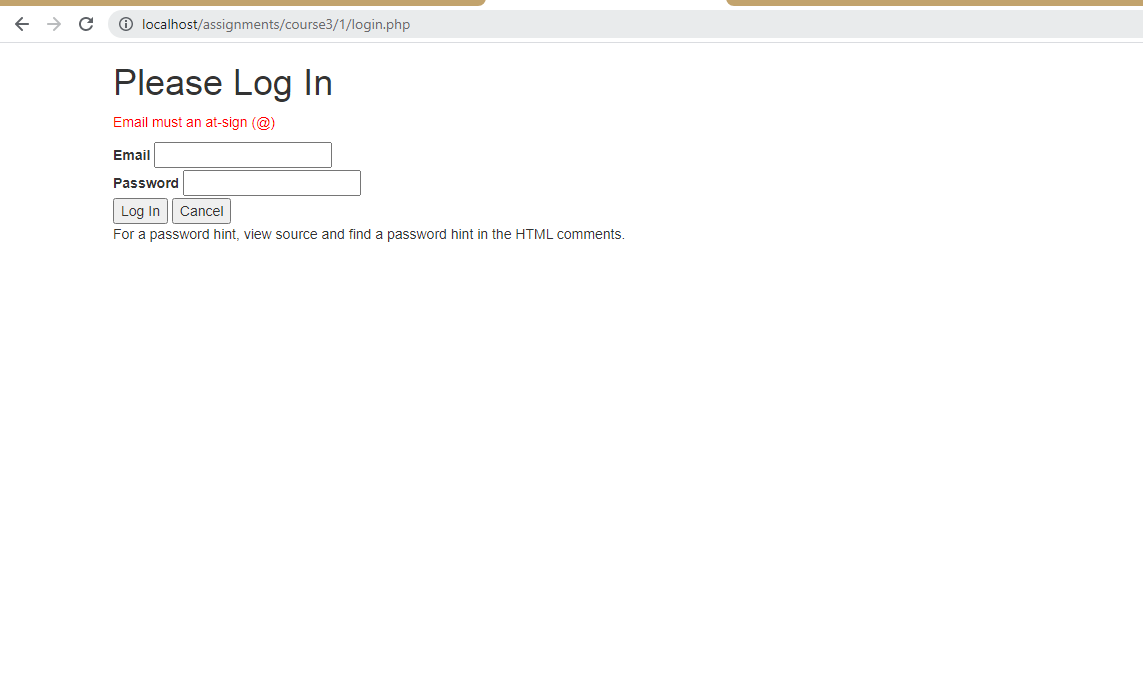 localhost/assignments/course3/1/login.php
Please Log In
Email must an at-sign (@)
Email
Password
Log In Cancel
For a password hint, view source and find a password hint in the HTML comments.